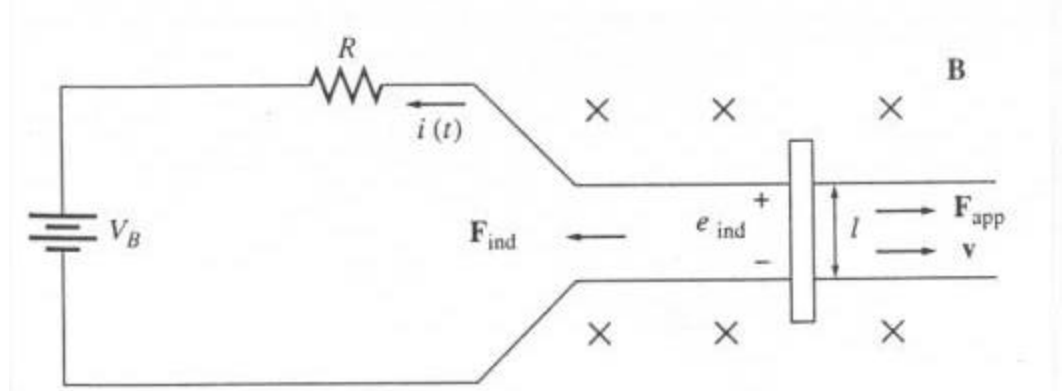 R
B
i (t)
+
F_ind
e_ind
l
F_app
V_B
v
−